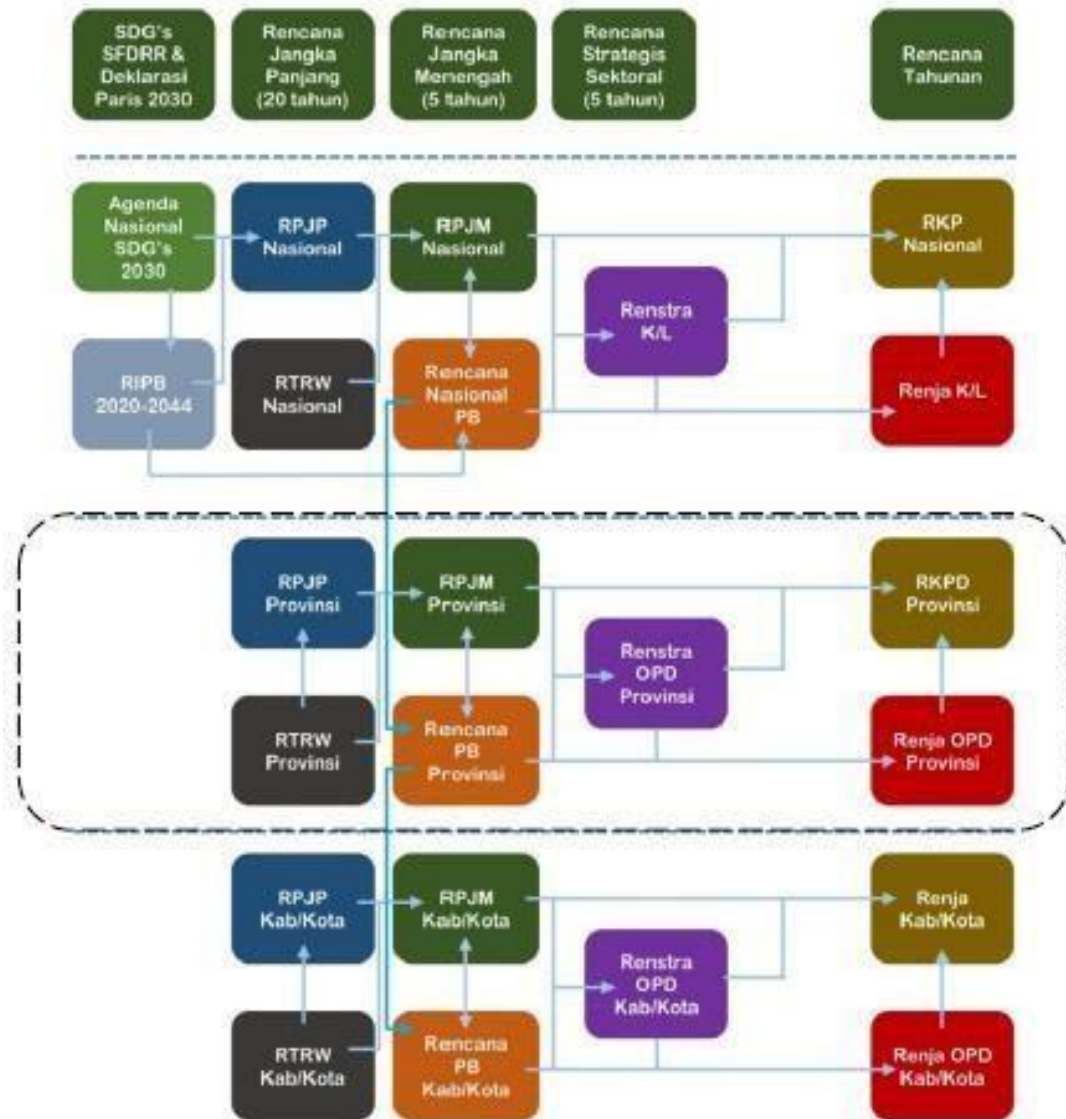 SDG's
SFDRR &
Deklarasi
Paris 2030
Rencana
Jangka
Panjang
(20 tahun)
Rencana
Jangka
Menengah
(5 tahun)
Rencana
Strategis
Sektoral
(5 tahun)
Rencana
Tahunan
Agenda
Nasional
SDG's
2030
RPJP
Nasional
RPJM
Nasional
RKP
Nasional
Renstra
K/L
RIPB
2020-2044
RTRW
Nasional
Rencana
Nasional
PB
Renja K/L
RPJP
Provinsi
RPJM
Provinsi
RKPD
Provinsi
Renstra
OPD
Provinsi
RTRW
Provinsi
Rencana
PB
Provinsi
Renja OPD
Provinsi
RPJP
Kab/Kota
RPJM
Kab/Kota
Renja
Kab/Kota
Renstra
OPD
Kab/Kota
RTRW
Kab/Kota
Rencana
PB
Kab/Kota
Renja OPD
Kab/Kota